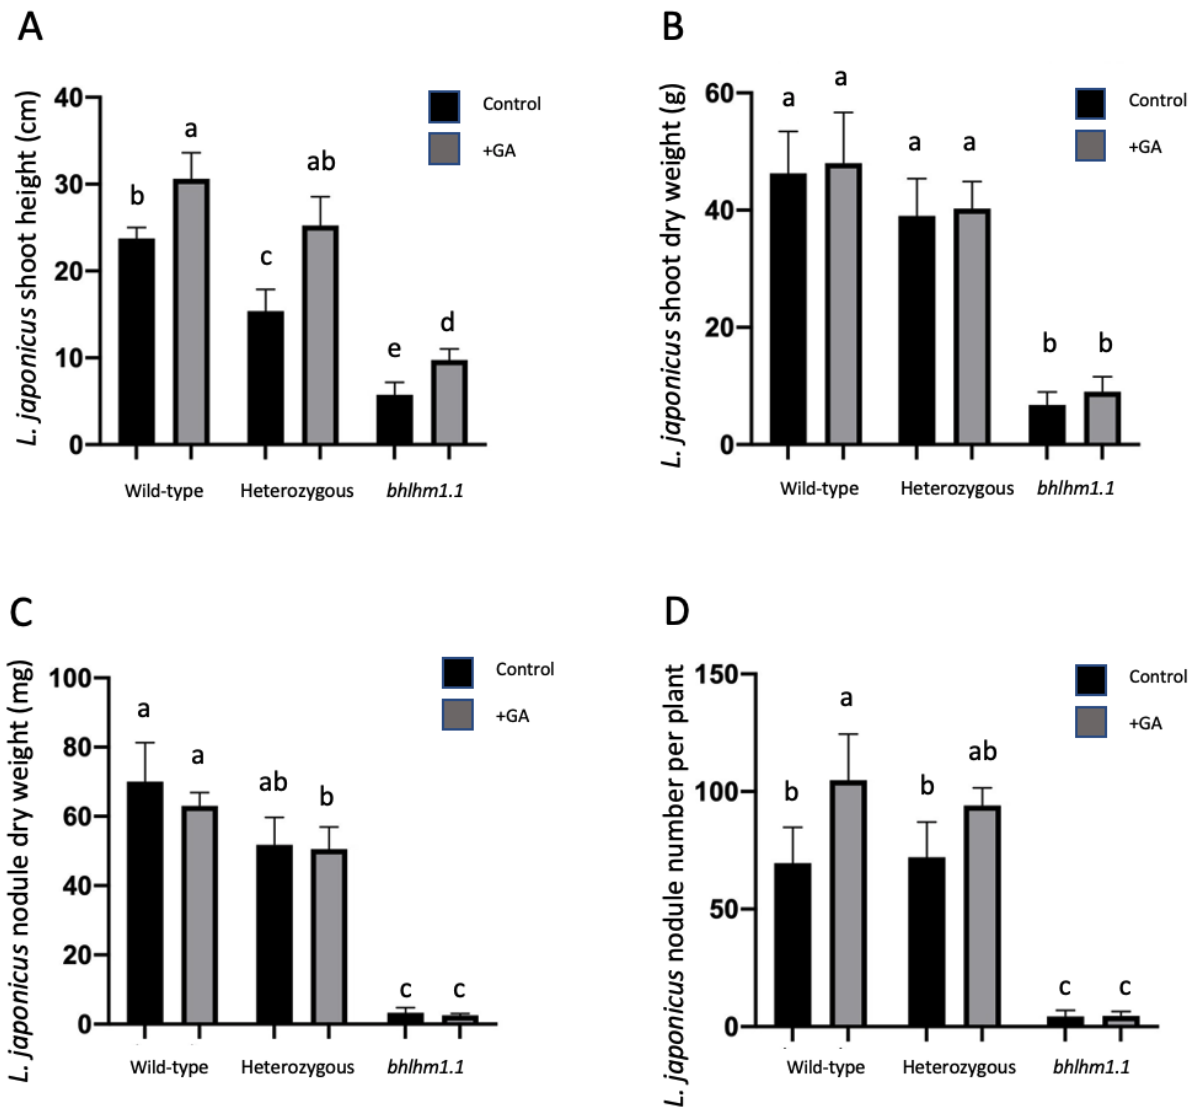 A
L. japonicus shoot height (cm)
40
30
20
10
0
b
a
c
ab
e
d
Control
+GA
Wild-type
Heterozygous
bhlhm1.1
B
L. japonicus shoot dry weight (g)
60
40
20
0
a
a
a
a
b
b
Control
+GA
Wild-type
Heterozygous
bhlhm1.1
C
L. japonicus nodule dry weight (mg)
100
80
60
40
20
0
a
a
ab
b
c
c
Control
+GA
Wild-type
Heterozygous
bhlhm1.1
D
L. japonicus nodule number per plant
150
100
50
0
b
a
b
ab
c
c
Control
+GA
Wild-type
Heterozygous
bhlhm1.1